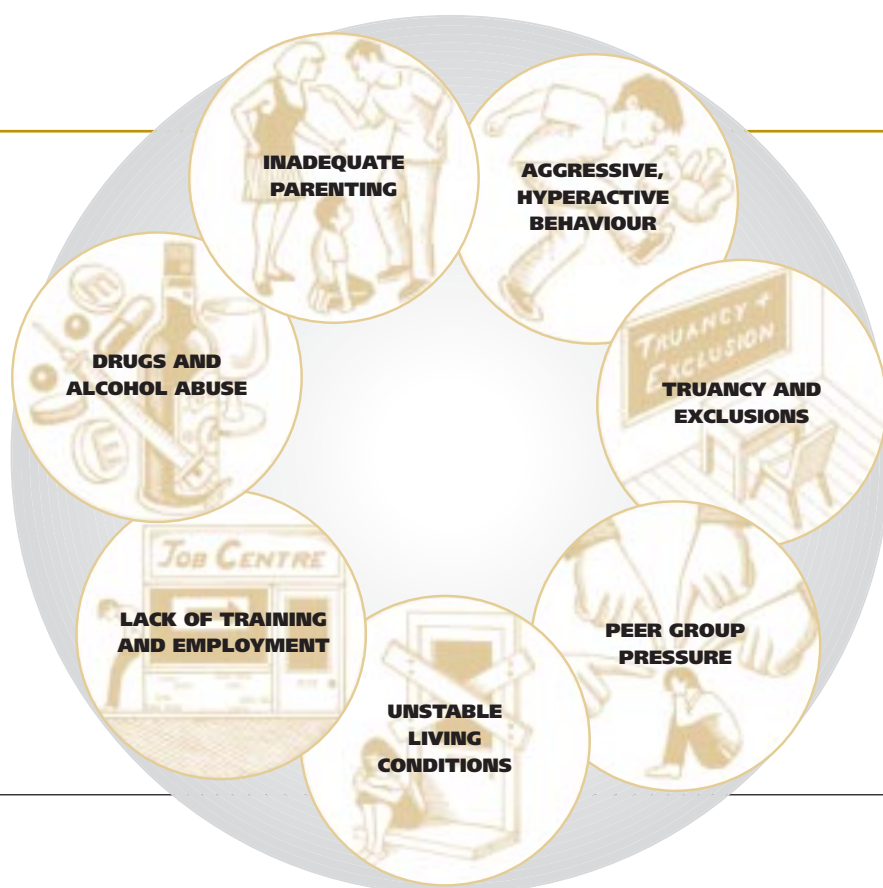 INADEQUATE
PARENTING
AGGRESSIVE,
HYPERACTIVE
BEHAVIOUR
TRUANCY +
EXCLUSION
TRUANCY AND
EXCLUSIONS
PEER GROUP
PRESSURE
UNSTABLE
LIVING
CONDITIONS
JOB CENTRE
LACK OF TRAINING
AND EMPLOYMENT
DRUGS AND
ALCOHOL ABUSE
E
E